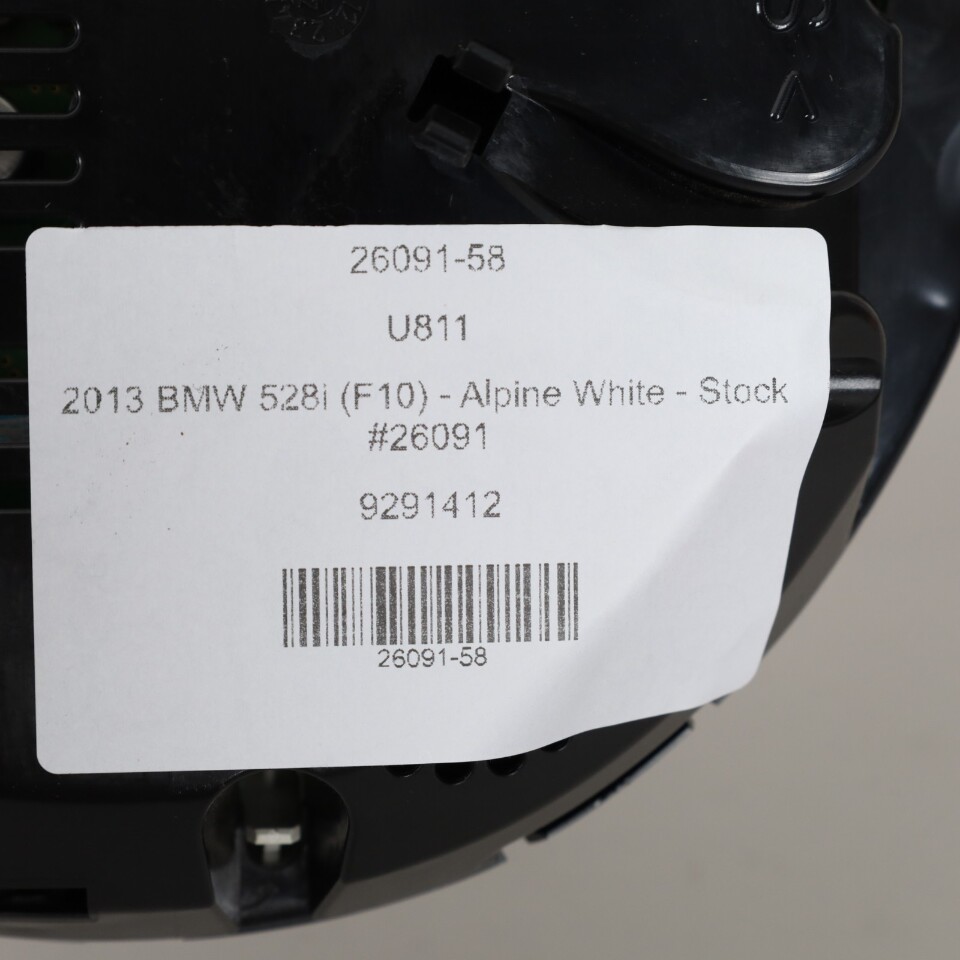 26091-58
U811
2013 BMW 528i (F10) - Alpine White - Stock
#26091
9291412
26091-58